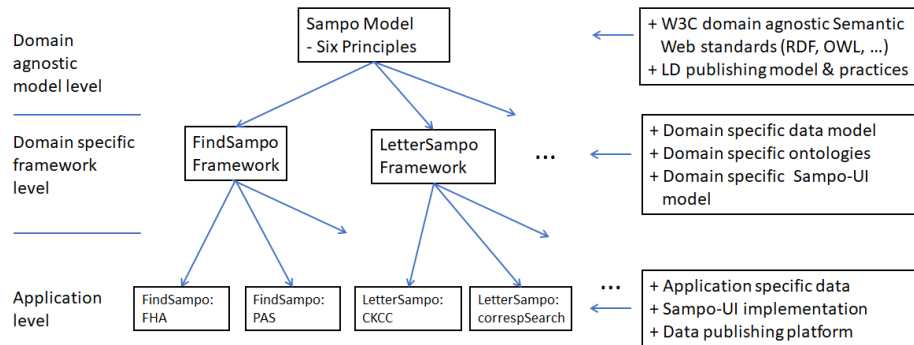 Domain
agnostic
model level
Sampo Model
- Six Principles
+ W3C domain agnostic Semantic
Web standards (RDF, OWL, ...)
+ LD publishing model & practices
Domain specific
framework
level
FindSampo
Framework
LetterSampo
Framework
...
+ Domain specific data model
+ Domain specific ontologies
+ Domain specific Sampo-UI
model
Application
level
FindSampo:
FHA
FindSampo:
PAS
LetterSampo:
CKCC
LetterSampo:
correspSearch
...
+ Application specific data
+ Sampo-UI implementation
+ Data publishing platform